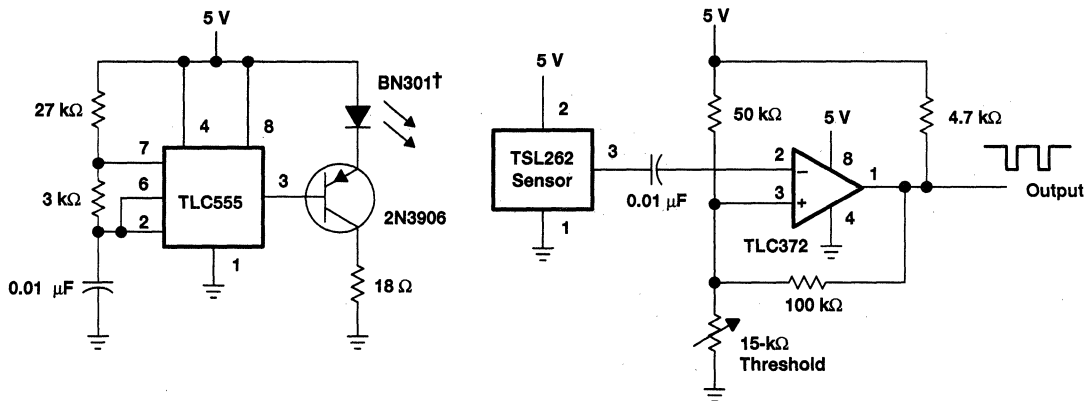 5 V
27 kΩ
BN301†
4
8
7
6
3 kΩ
TLC555
3
2
2N3906
1
0.01 μF
18 Ω
5 V
5 V
2
50 kΩ
4.7 kΩ
5 V
TSL262
Sensor
3
2
8
1
–
0.01 μF
3
+
4
Output
1
TLC372
100 kΩ
15-kΩ
Threshold